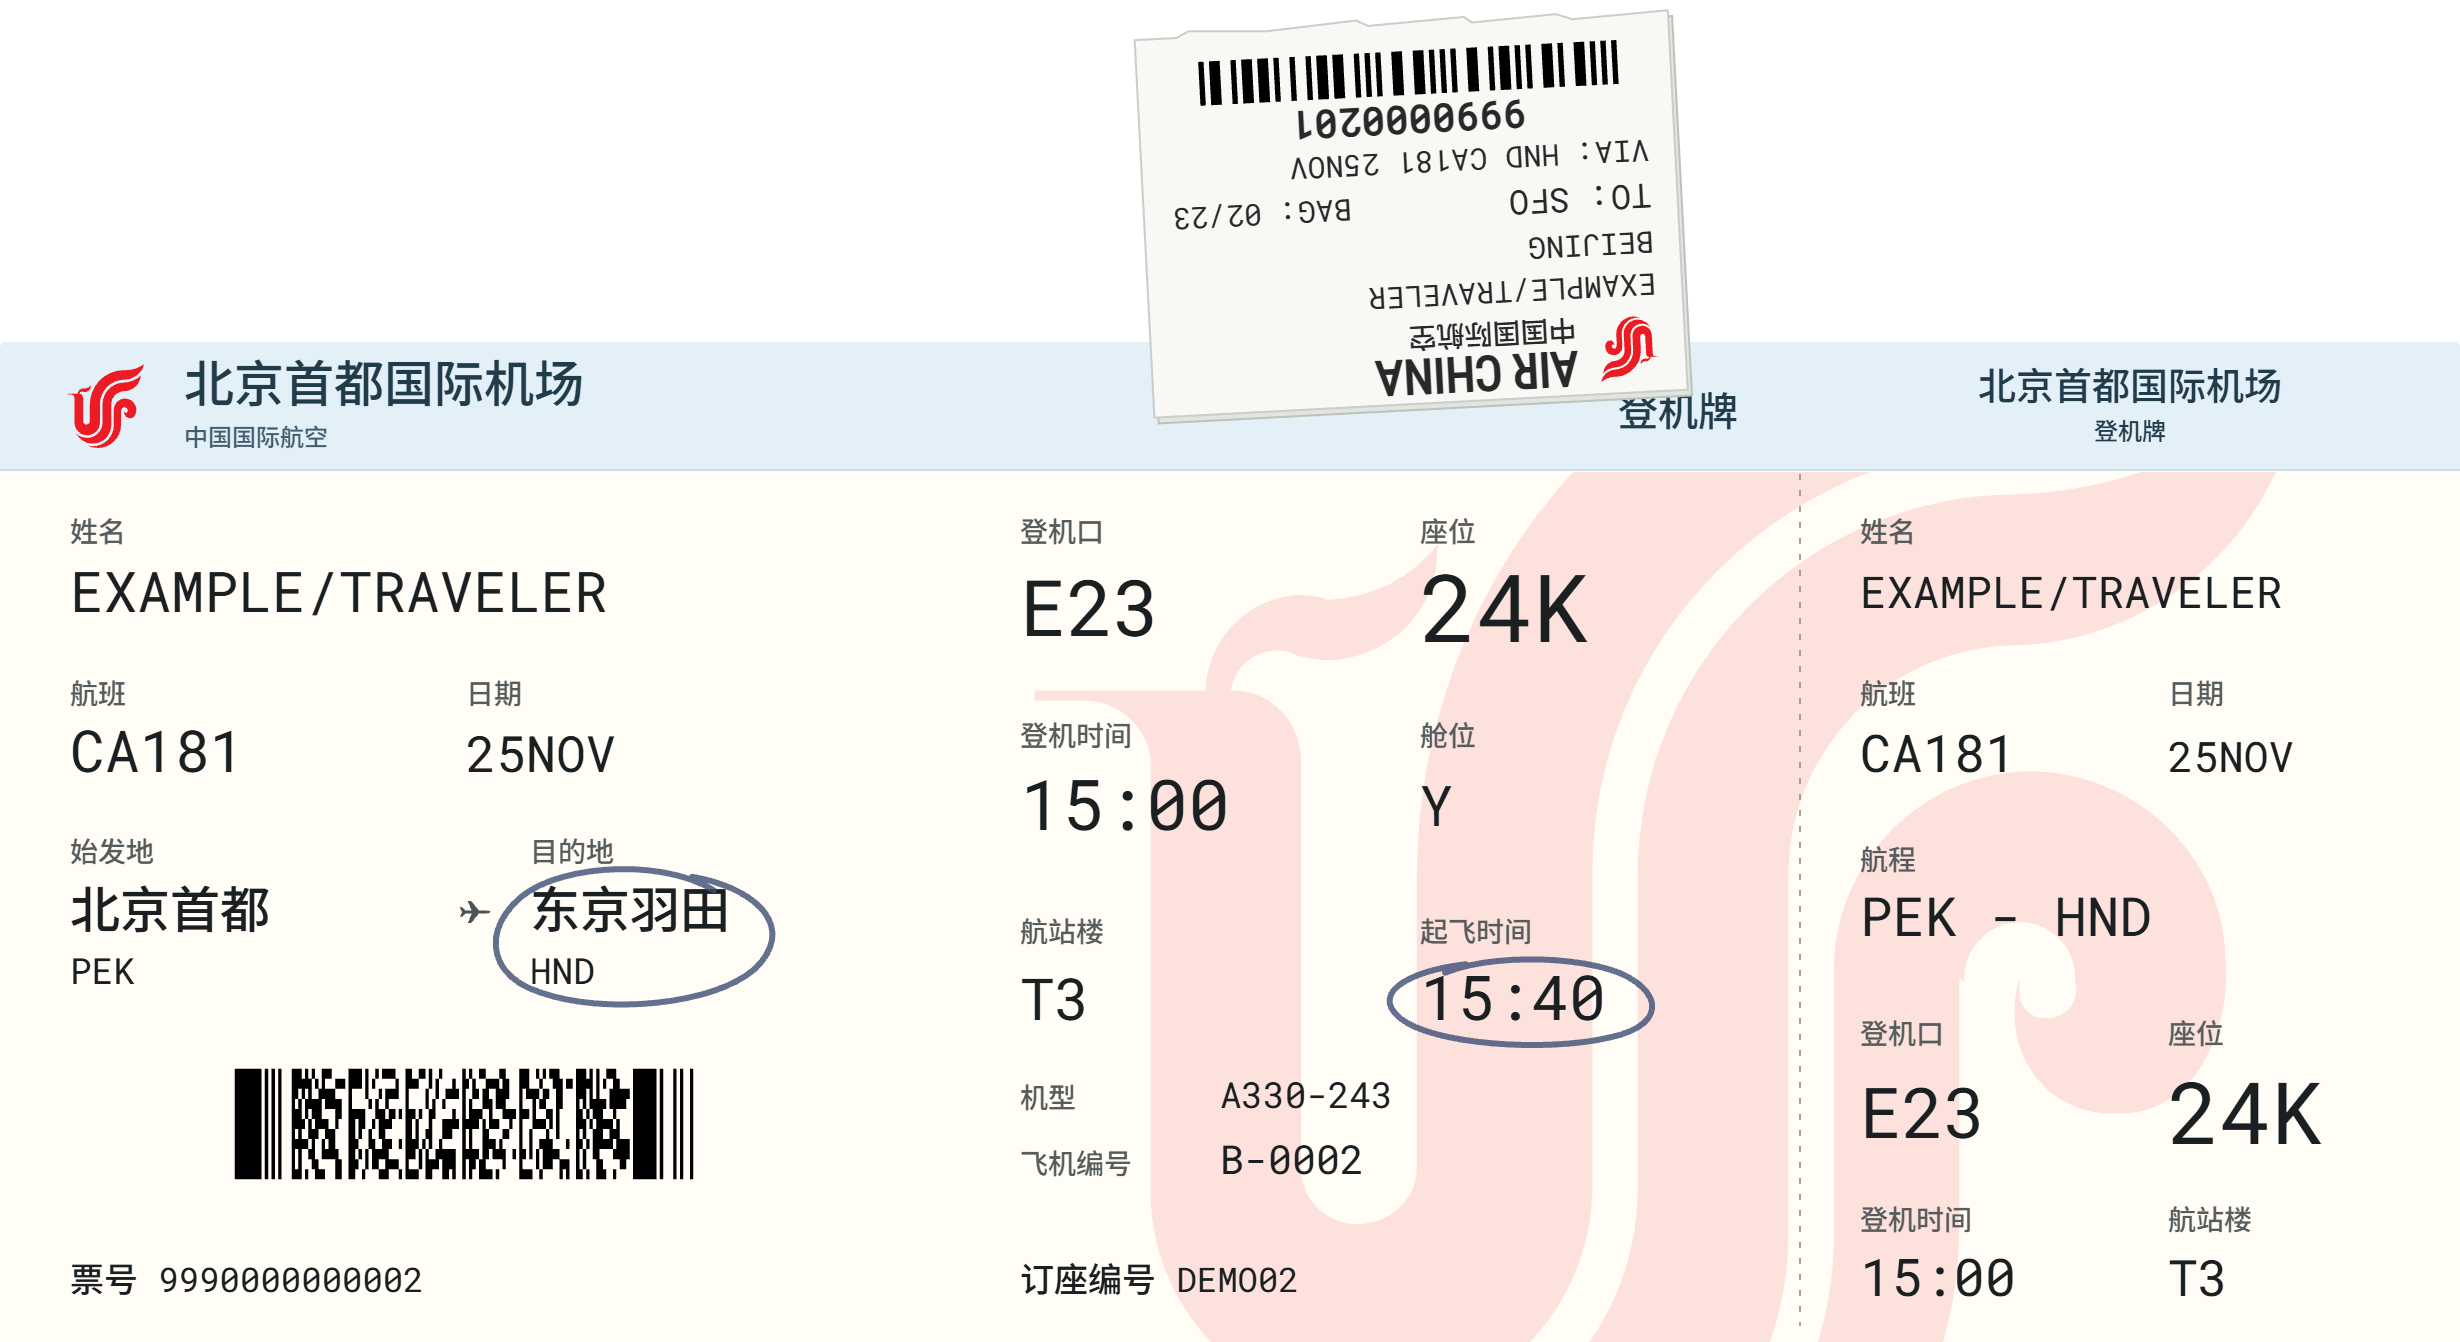 999000201
VIA: HND CA181 25NOV
TO: SFO BAG: 02/23
BEIJING
EXAMPLE/TRAVELER
中国国际航空
AIR CHINA
北京首都国际机场
中国国际航空
登机牌
北京首都国际机场
登机牌
姓名
EXAMPLE/TRAVELER
航班 日期
CA181 25NOV
始发地 目的地
北京首都 东京羽田
PEK HND
票号 9990000000002
登机口 座位
E23 24K
登机时间 舱位
15:00 Y
航站楼 起飞时间
T3 15:40
机型 A330-243
飞机编号 B-0002
订座编号 DEMO02
姓名
EXAMPLE/TRAVELER
航班 日期
CA181 25NOV
航程
PEK - HND
登机口 座位
E23 24K
登机时间 航站楼
15:00 T3